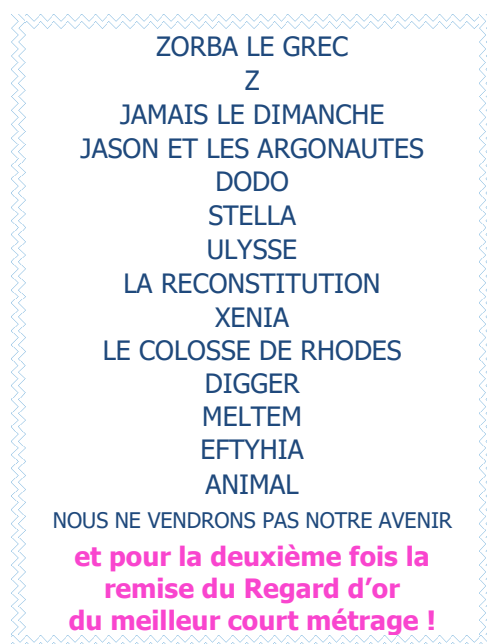 ZORBA LE GREC
Z
JAMAIS LE DIMANCHE
JASON ET LES ARGONAUTES
DODO
STELLA
ULYSSE
LA RECONSTITUTION
XENIA
LE COLOSSE DE RHODES
DIGGER
MELTEM
EFTYHIA
ANIMAL
NOUS NE VENDRONS PAS NOTRE AVENIR
et pour la deuxième fois la
remise du Regard d’or
du meilleur court métrage !